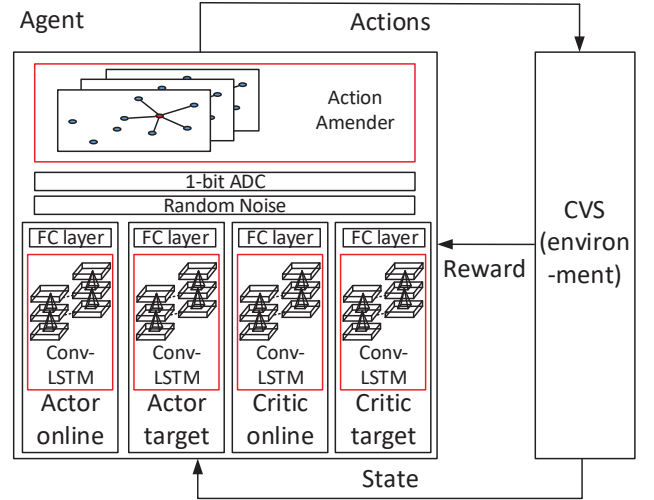 Agent
Actions
Action
Amender
1-bit ADC
Random Noise
FC layer
FC layer
FC layer
FC layer
Conv-
LSTM
Conv-
LSTM
Conv-
LSTM
Conv-
LSTM
Actor
online
Actor
target
Critic
online
Critic
target
Reward
CVS
(environ
-ment)
State